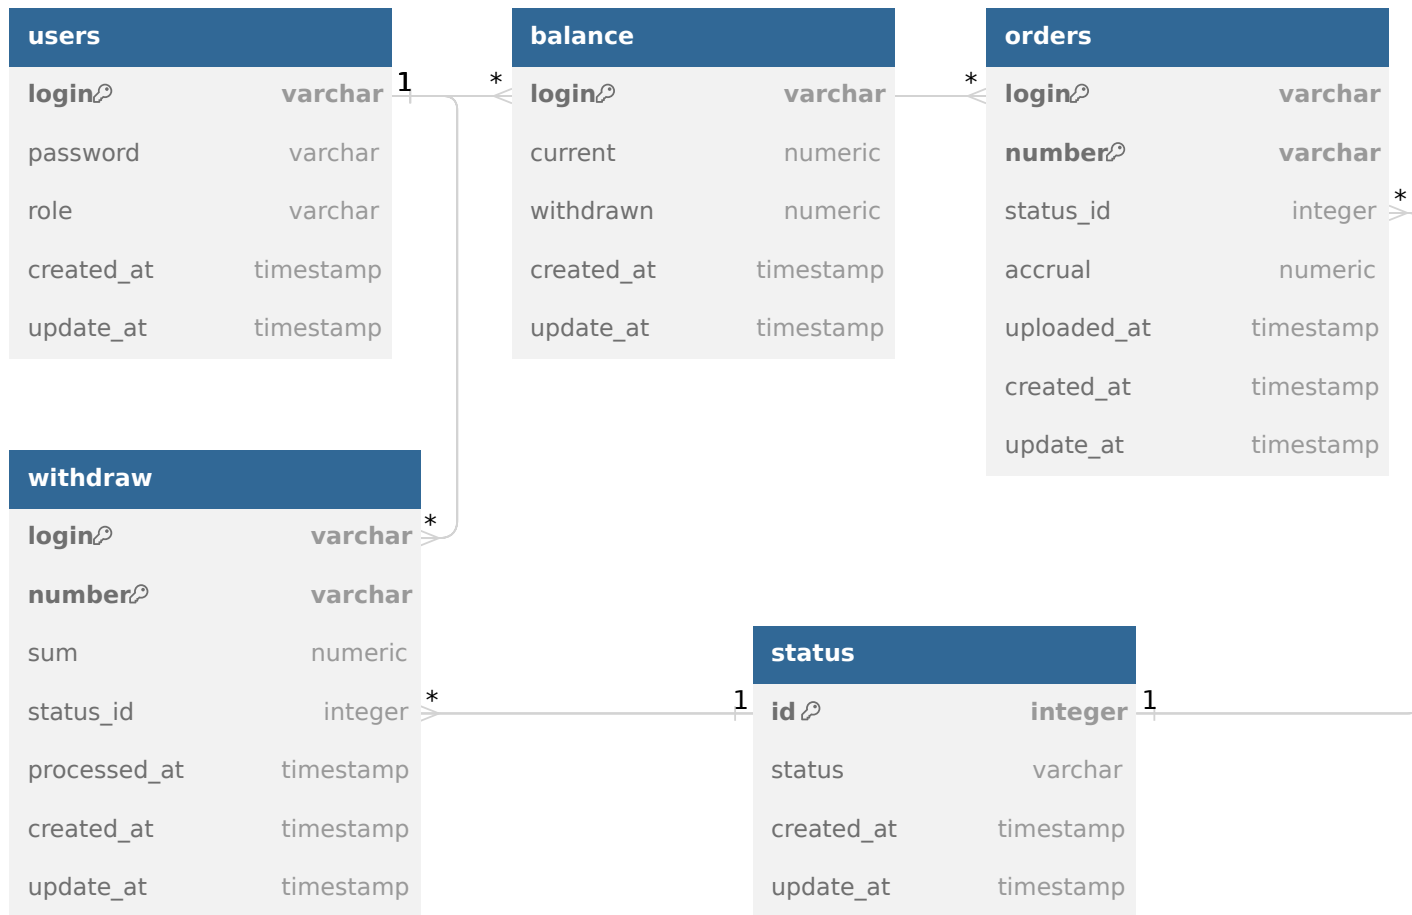 users
login varchar
password varchar
role varchar
created_at timestamp
update_at timestamp
1 *
balance
login varchar
current numeric
withdrawn numeric
created_at timestamp
update_at timestamp
*
orders
login varchar
number varchar
status_id integer
accrual numeric
uploaded_at timestamp
created_at timestamp
update_at timestamp
*
withdraw
login varchar
number varchar
sum numeric
status_id integer
processed_at timestamp
created_at timestamp
update_at timestamp
*
* 1
status
id integer
status varchar
created_at timestamp
update_at timestamp
1